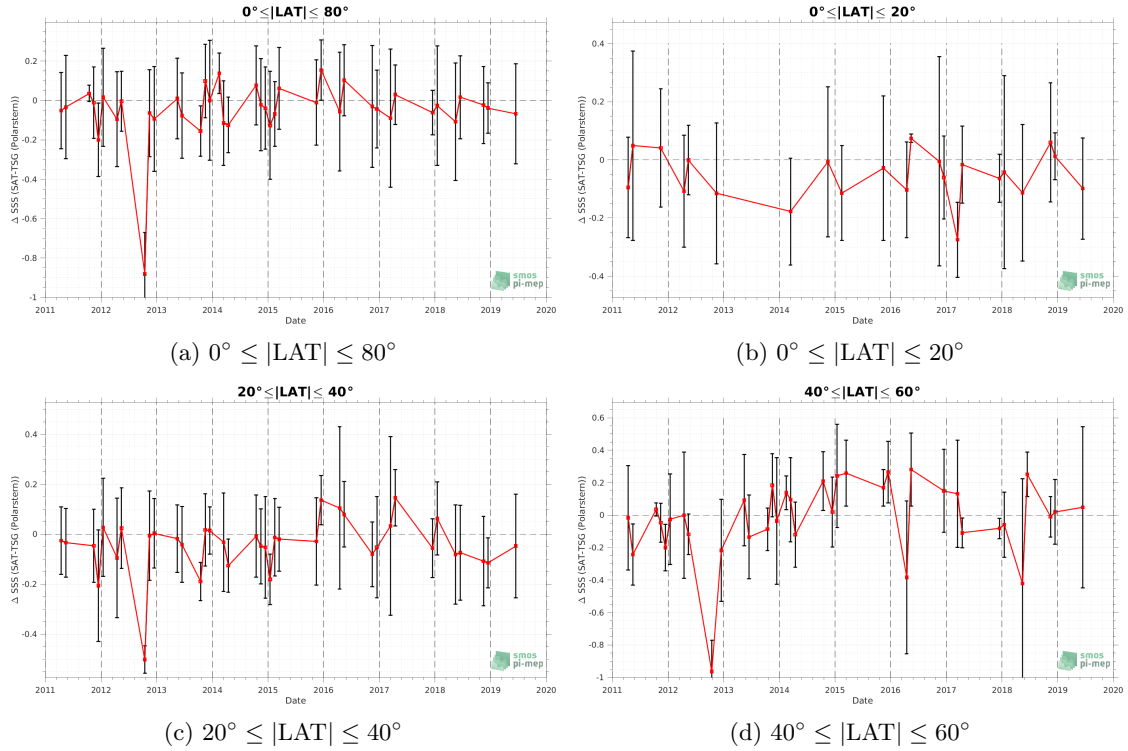 0°≤|LAT|≤ 80°
Δ SSS (SAT-TSG (Polarstern))
0.2
0
-0.2
-0.4
-0.6
-0.8
-1
2011 2012 2013 2014 2015 2016 2017 2018 2019 2020
Date
smos
pi-mep
(a) 0° ≤ |LAT| ≤ 80°
0°≤|LAT|≤ 20°
Δ SSS (SAT-TSG (Polarstern))
0.4
0.2
0
-0.2
-0.4
2011 2012 2013 2014 2015 2016 2017 2018 2019 2020
Date
smos
pi-mep
(b) 0° ≤ |LAT| ≤ 20°
20°≤|LAT|≤ 40°
Δ SSS (SAT-TSG (Polarstern))
0.4
0.2
0
-0.2
-0.4
2011 2012 2013 2014 2015 2016 2017 2018 2019 2020
Date
smos
pi-mep
(c) 20° ≤ |LAT| ≤ 40°
40°≤|LAT|≤ 60°
Δ SSS (SAT-TSG (Polarstern))
0.6
0.4
0.2
0
-0.2
-0.4
-0.6
-0.8
-1
2011 2012 2013 2014 2015 2016 2017 2018 2019 2020
Date
smos
pi-mep
(d) 40° ≤ |LAT| ≤ 60°